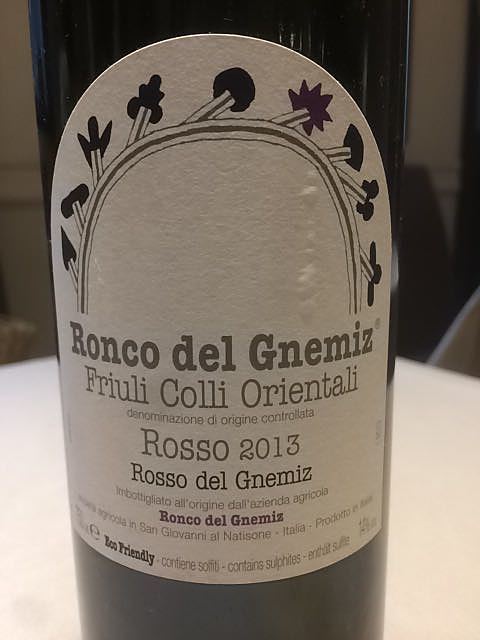 Ronco del Gnemiz®
Friuli Colli Orientali
denominazione di origine controllata
Rosso 2013
Rosso del Gnemiz
Imbottigliato all'origine dall'azienda agricola
Ronco del Gnemiz
agricola in San Giovanni al Natisone - Italia - Prodotto in
e Eco Friendly - contiene solfiti - contains sulphites - enthält sulfite